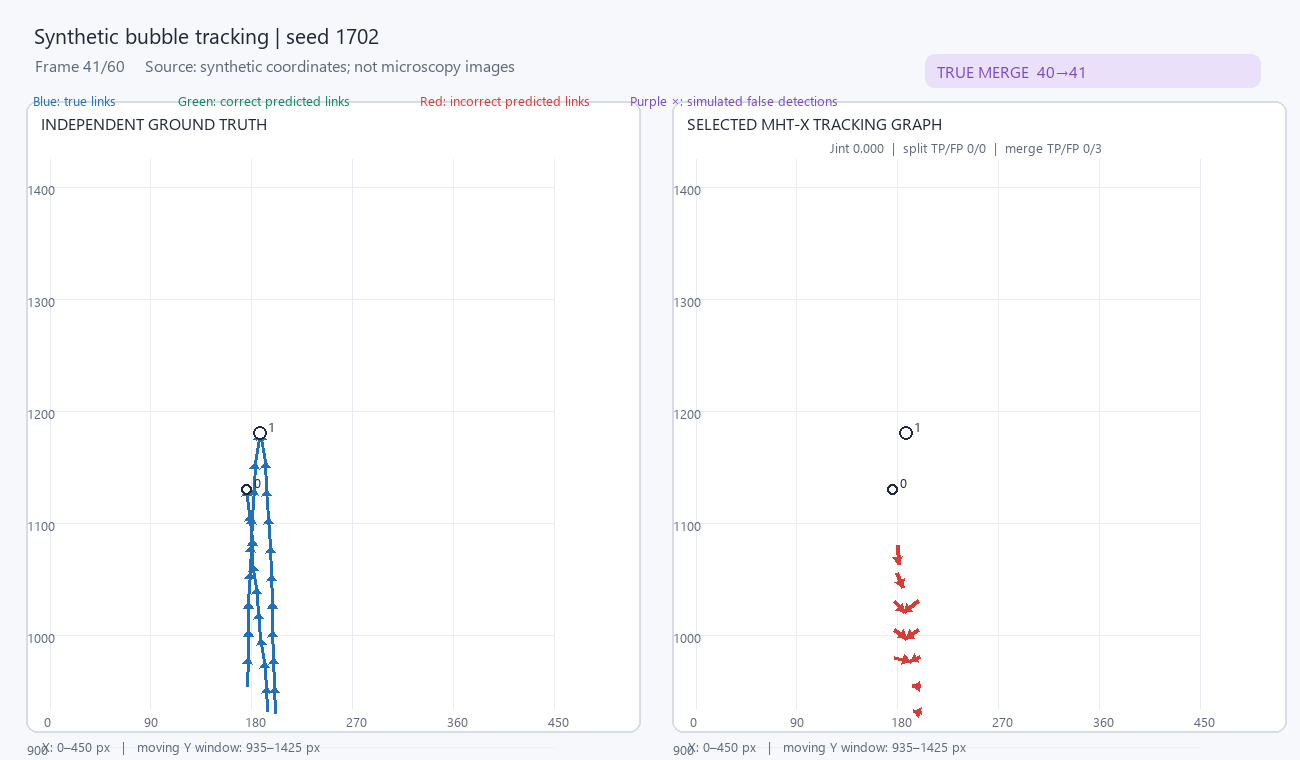 Synthetic bubble tracking | seed 1702
Frame 41/60 Source: synthetic coordinates; not microscopy images
TRUE MERGE 40→41
Blue: true links Green: correct predicted links Red: incorrect predicted links Purple ×: simulated false detections
INDEPENDENT GROUND TRUTH
1400
1300
1200
1
0
1100
1000
0 90 180 270 360 450
900
X: 0–450 px | moving Y window: 935–1425 px
SELECTED MHT-X TRACKING GRAPH
Jint 0.000 | split TP/FP 0/0 | merge TP/FP 0/3
1400
1300
1200
1
0
1100
1000
0 90 180 270 360 450
900
X: 0–450 px | moving Y window: 935–1425 px